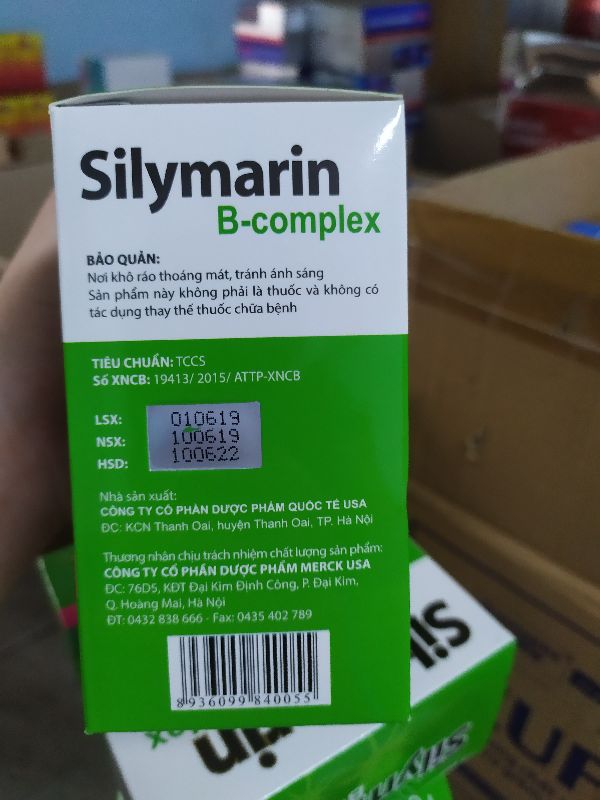 Silymarin
B-complex
BẢO QUẢN:
Nơi khô ráo thoáng mát, tránh ánh sáng
Sản phẩm này không phải là thuốc và không có
tác dụng thay thế thuốc chữa bệnh
TIÊU CHUẨN: TCCS
Số XNCB: 19413/ 2015/ ATTP-XNCB
LSX: 010619
NSX: 100619
HSD: 100622
Nhà sản xuất:
CÔNG TY CỔ PHẦN DƯỢC PHẨM QUỐC TẾ USA
ĐC: KCN Thanh Oai, huyện Thanh Oai, TP. Hà Nội
Thương nhân chịu trách nhiệm chất lượng sản phẩm:
CÔNG TY CỔ PHẦN DƯỢC PHẨM MERCK USA
ĐC: 76D5, KĐT Đại Kim Định Công, P. Đại Kim,
Q. Hoàng Mai, Hà Nội
ĐT: 0432 838 666 - Fax: 0435 402 789
8936099840055